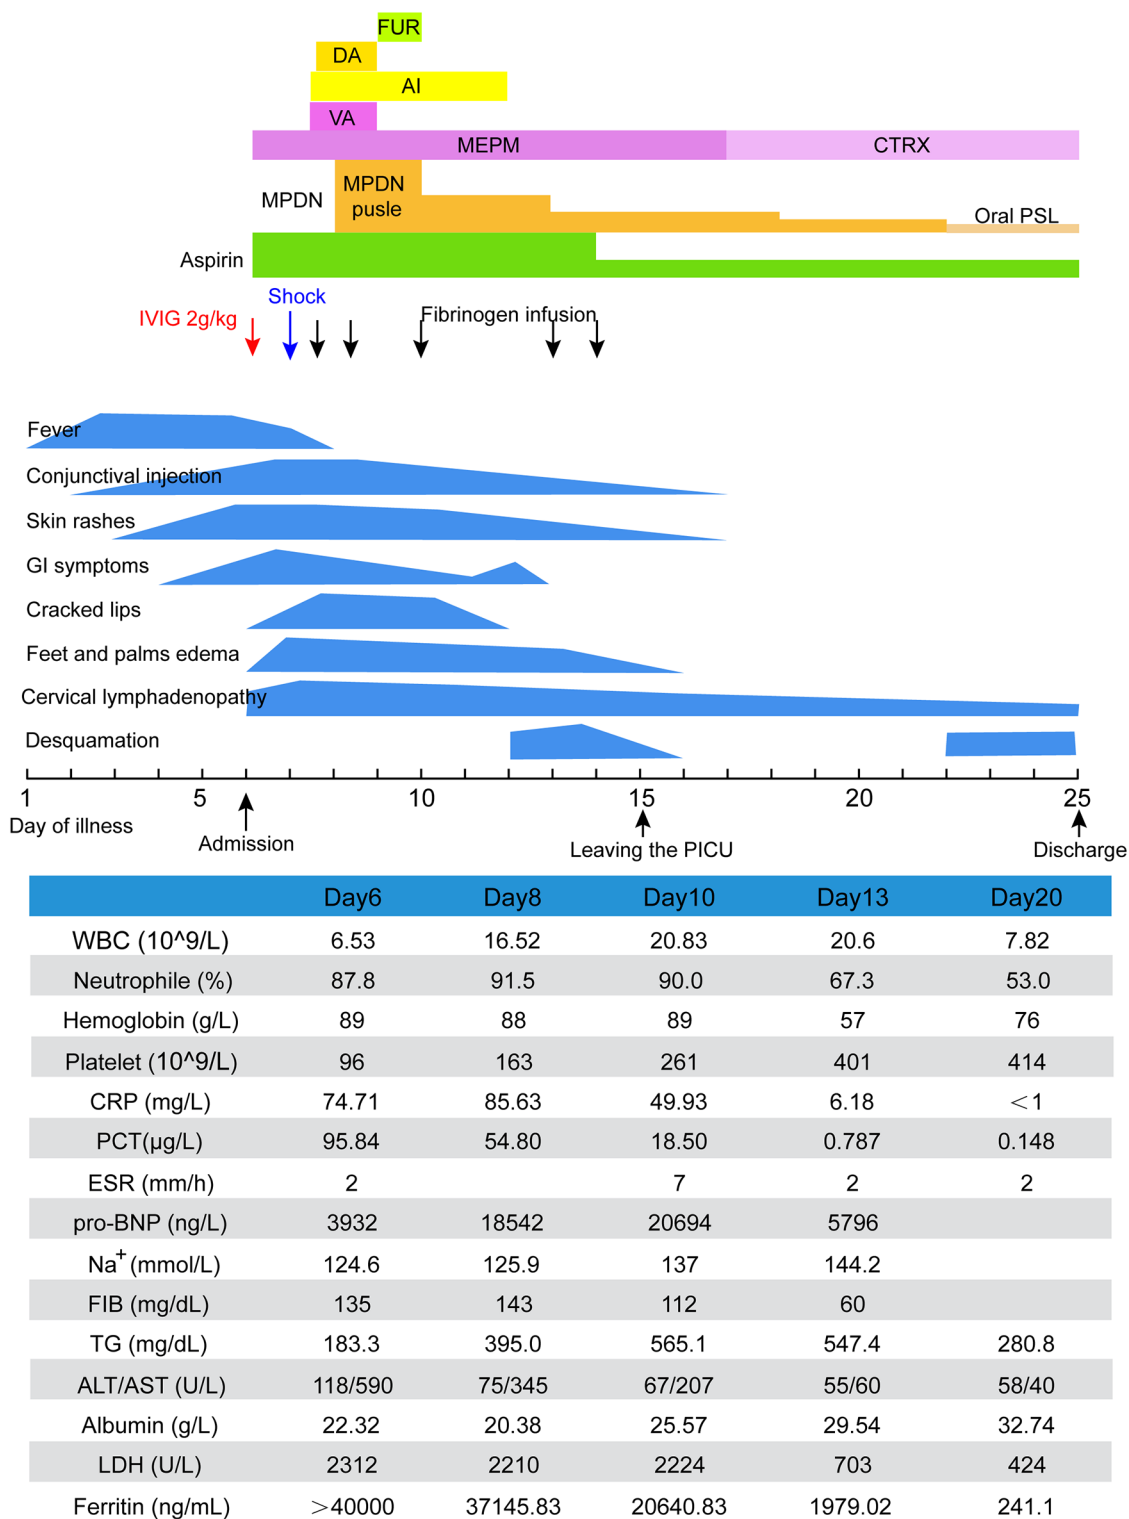 FUR
DA
AI
VA
MEPM CTRX
MPDN MPDN
pusle
Oral PSL
Aspirin
Shock
IVIG 2g/kg Fibrinogen infusion
Fever
Conjunctival injection
Skin rashes
GI symptoms
Cracked lips
Feet and palms edema
Cervical lymphadenopathy
Desquamation
1 5 10 15 20 25
Day of illness
Admission Leaving the PICU Discharge
Day6 Day8 Day10 Day13 Day20
WBC (10^9/L) 6.53 16.52 20.83 20.6 7.82
Neutrophile (%) 87.8 91.5 90.0 67.3 53.0
Hemoglobin (g/L) 89 88 89 57 76
Platelet (10^9/L) 96 163 261 401 414
CRP (mg/L) 74.71 85.63 49.93 6.18 <1
PCT(μg/L) 95.84 54.80 18.50 0.787 0.148
ESR (mm/h) 2 7 2 2
pro-BNP (ng/L) 3932 18542 20694 5796
Na⁺ (mmol/L) 124.6 125.9 137 144.2
FIB (mg/dL) 135 143 112 60
TG (mg/dL) 183.3 395.0 565.1 547.4 280.8
ALT/AST (U/L) 118/590 75/345 67/207 55/60 58/40
Albumin (g/L) 22.32 20.38 25.57 29.54 32.74
LDH (U/L) 2312 2210 2224 703 424
Ferritin (ng/mL) >40000 37145.83 20640.83 1979.02 241.1